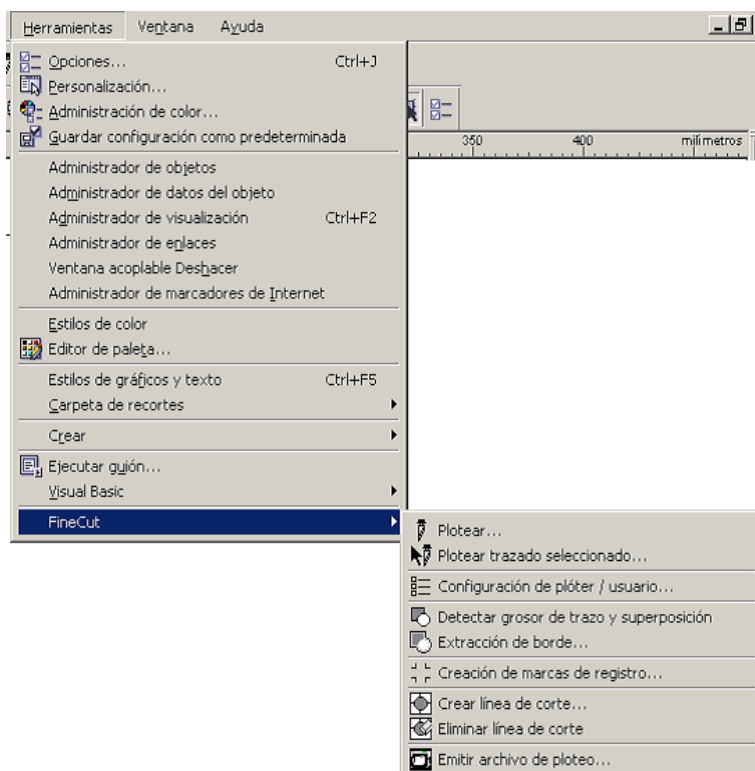 Herramientas Ventana Ayuda
Opciones... Ctrl+J
Personalización...
Administración de color...
Guardar configuración como predeterminada
350 400 milímetros
Administrador de objetos
Administrador de datos del objeto
Administrador de visualización Ctrl+F2
Administrador de enlaces
Ventana acoplable Deshacer
Administrador de marcadores de Internet
Estilos de color
Editor de paleta...
Estilos de gráficos y texto Ctrl+F5
Carpeta de recortes
Crear
Ejecutar guión...
Visual Basic
FineCut
Plotear...
Plotear trazado seleccionado...
Configuración de plóter / usuario...
Detectar grosor de trazo y superposición
Extracción de borde...
Creación de marcas de registro...
Crear línea de corte...
Eliminar línea de corte
Emitir archivo de ploteo...